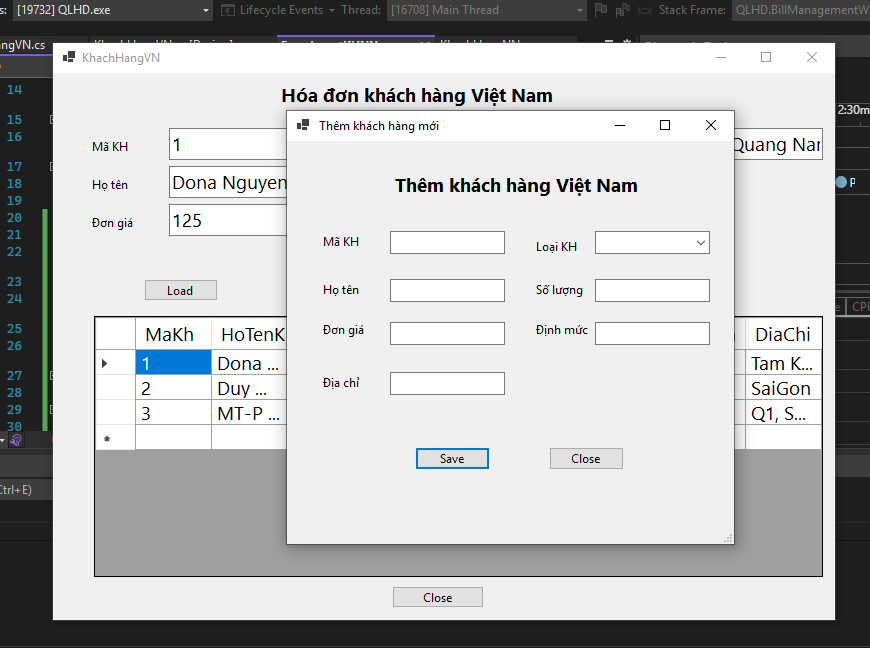 s: [19732] QLHD.exe Lifecycle Events Thread: [16708] Main Thread Stack Frame: QLHD.BillManagementW
ngVN.cs
KhachHangVN
14
15
16
17
18
19
20
21
22
23
24
25
26
27
28
29
30
Ctrl+E)
Hóa đơn khách hàng Việt Nam
Mã KH 1 Quang Nar
Họ tên Dona Nguyen
Đơn giá 125
Load
MaKh HoTenK DiaChi
1 Dona ... Tam K...
2 Duy ... SaiGon
3 MT-P ... Q1, S...
*
Close
Thêm khách hàng mới
Thêm khách hàng Việt Nam
Mã KH Loại KH
Họ tên Số lượng
Đơn giá Định mức
Địa chỉ
Save Close
2:30m
P
e CPU